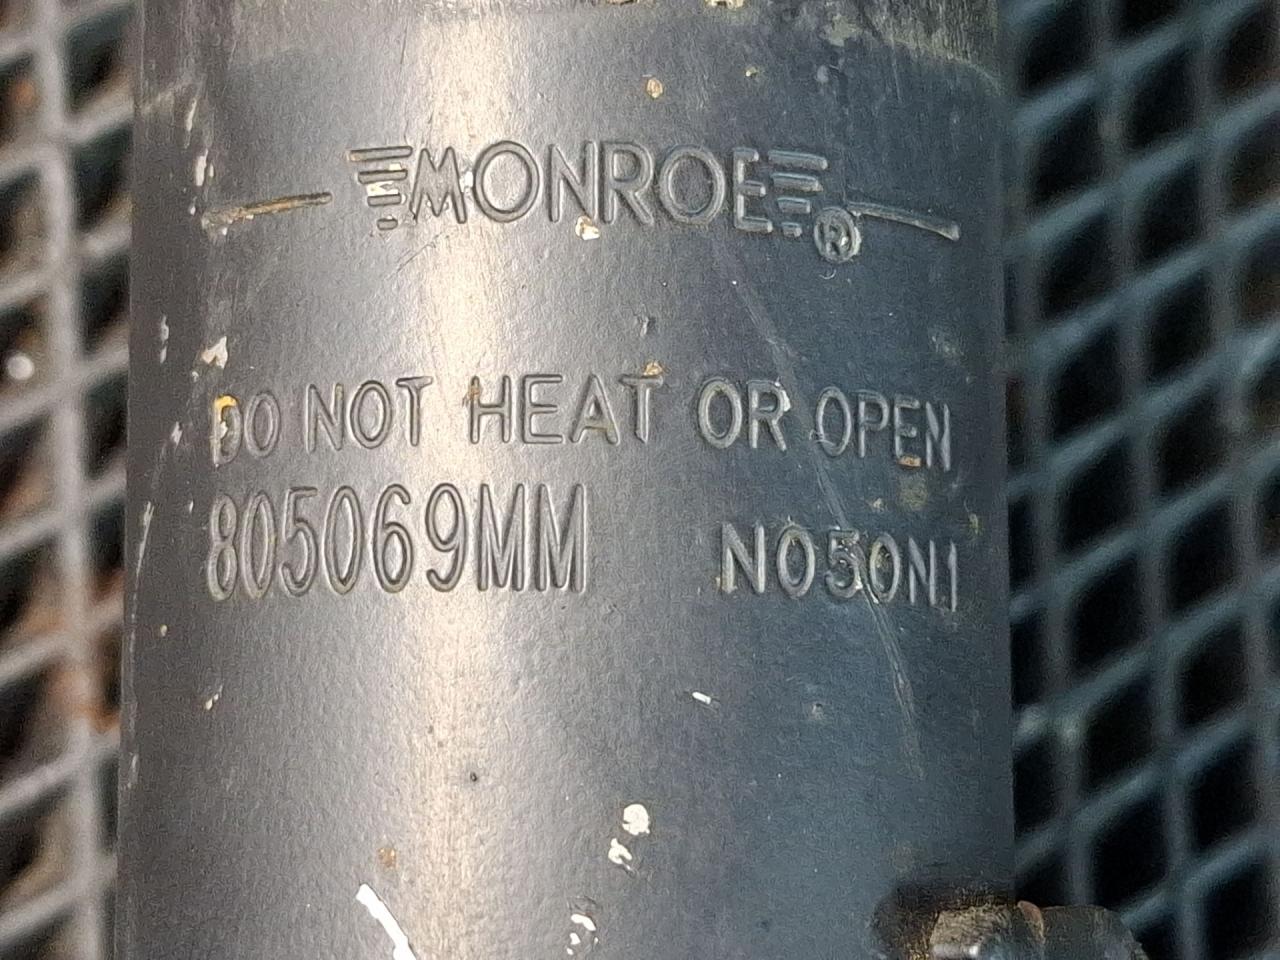 MONROE®
DO NOT HEAT OR OPEN
805069MM N050N1